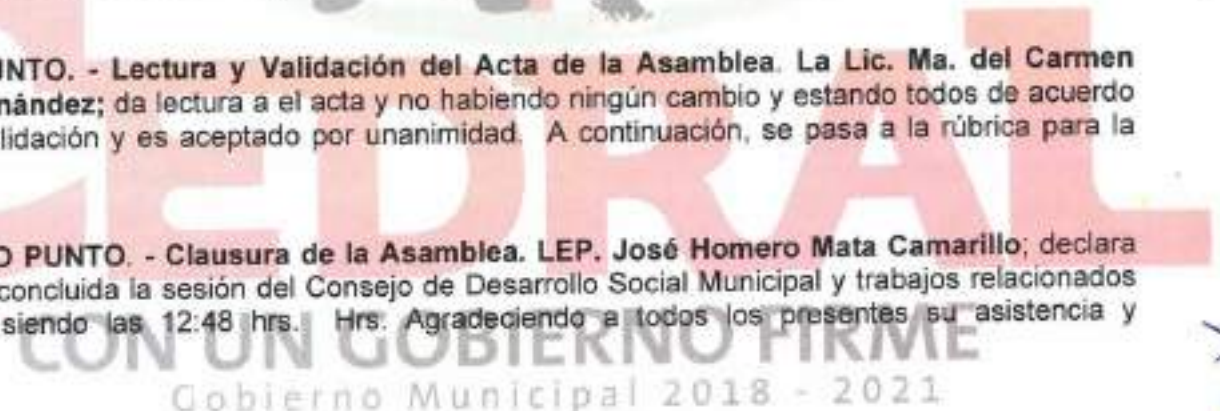 INTO. - Lectura y Validación del Acta de la Asamblea. La Lic. Ma. del Carmen
nández; da lectura a el acta y no habiendo ningún cambio y estando todos de acuerdo
lidación y es aceptado por unanimidad. A continuación, se pasa a la rúbrica para la
CEDRAL
O PUNTO. - Clausura de la Asamblea. LEP. José Homero Mata Camarillo; declara
concluida la sesión del Consejo de Desarrollo Social Municipal y trabajos relacionados
siendo las 12:48 hrs. Hrs. Agradeciendo a todos los presentes su asistencia y
CON UN GOBIERNO FIRME
Gobierno Municipal 2018 - 2021